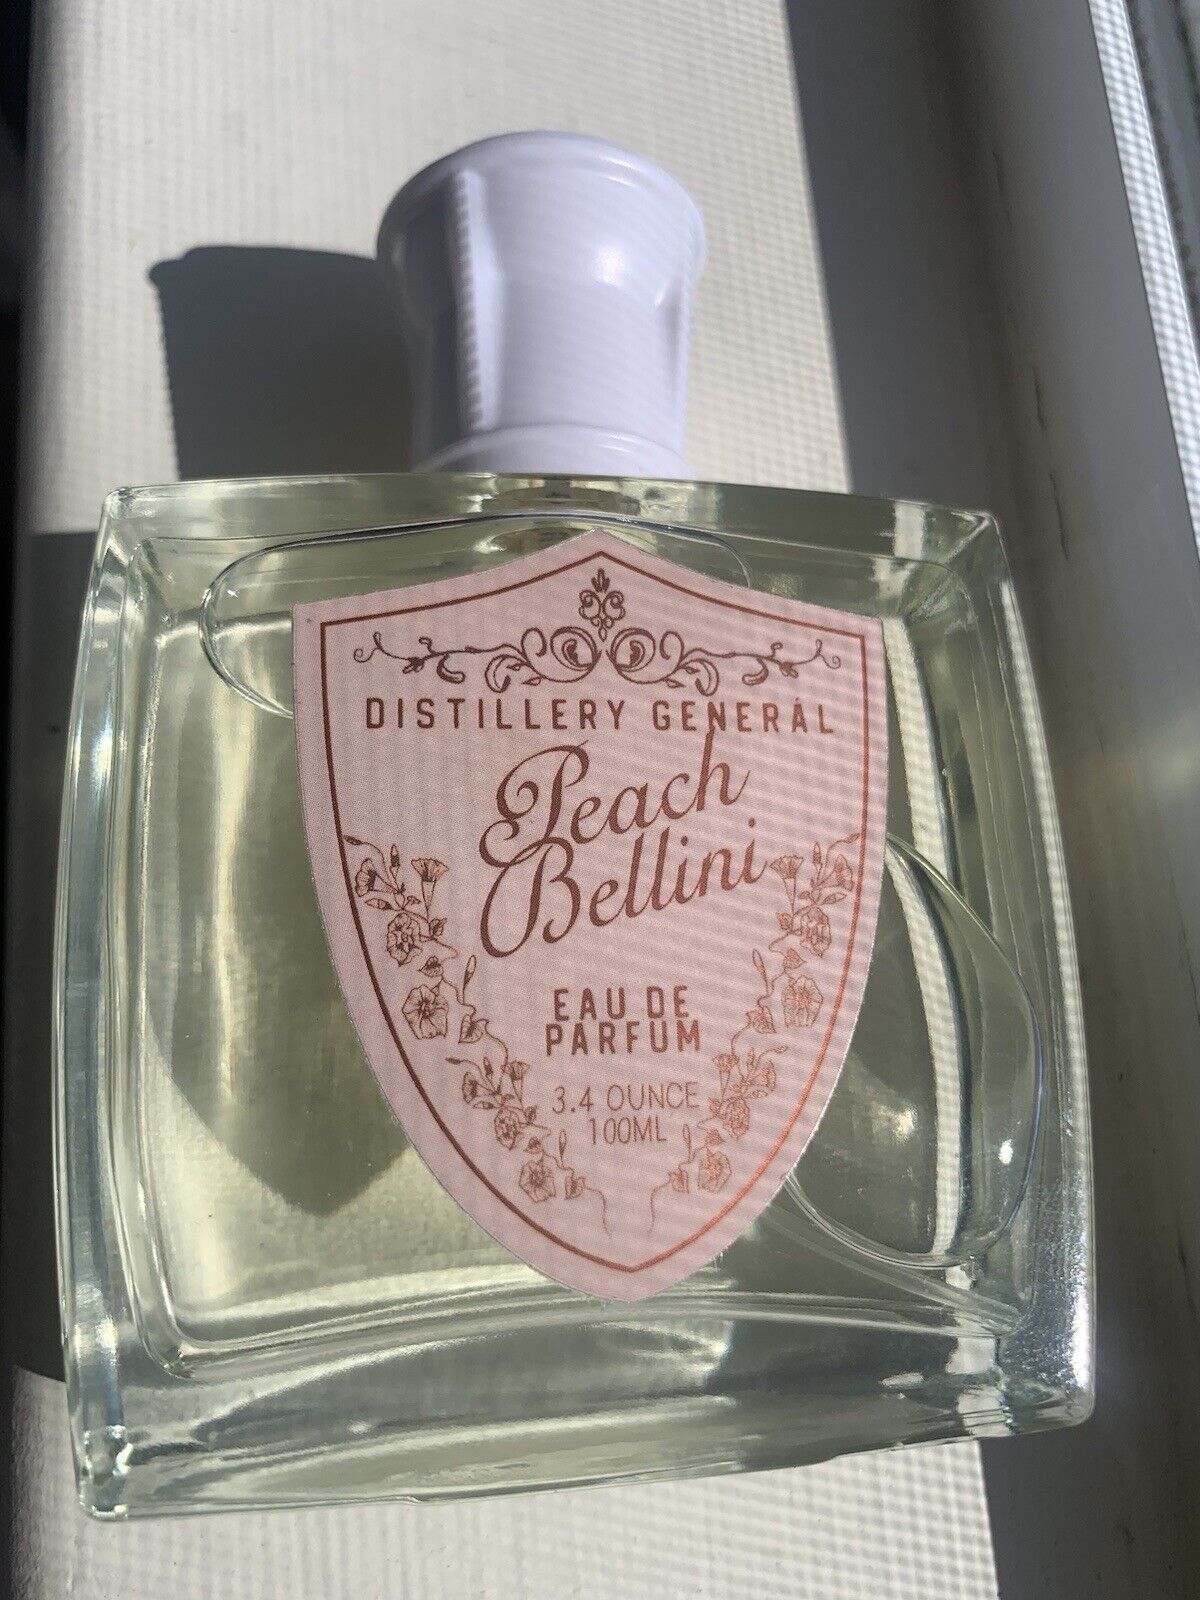 DISTILLERY GENERAL
Peach
Bellini
EAU DE
PARFUM
3.4 OUNCE
100ML